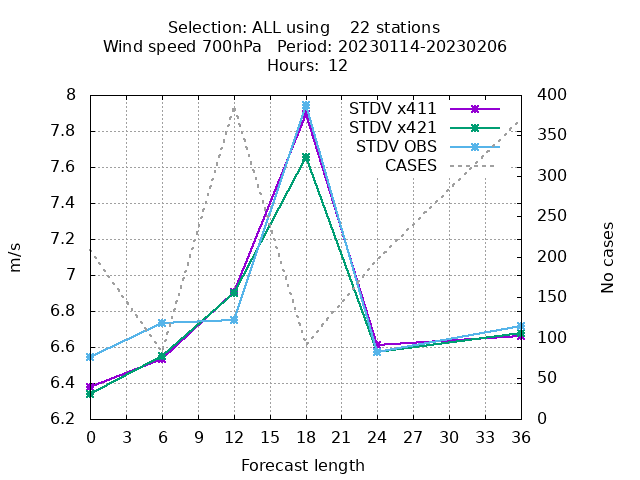 Selection: ALL using    22 stations
Wind speed 700hPa   Period: 20230114-20230206
Hours:  12
STDV x411
STDV x421
STDV OBS
CASES
8
7.8
7.6
7.4
7.2
7
6.8
6.6
6.4
6.2
400
350
300
250
200
150
100
50
0
m/s
No cases
0 3 6 9 12 15 18 21 24 27 30 33 36
Forecast length